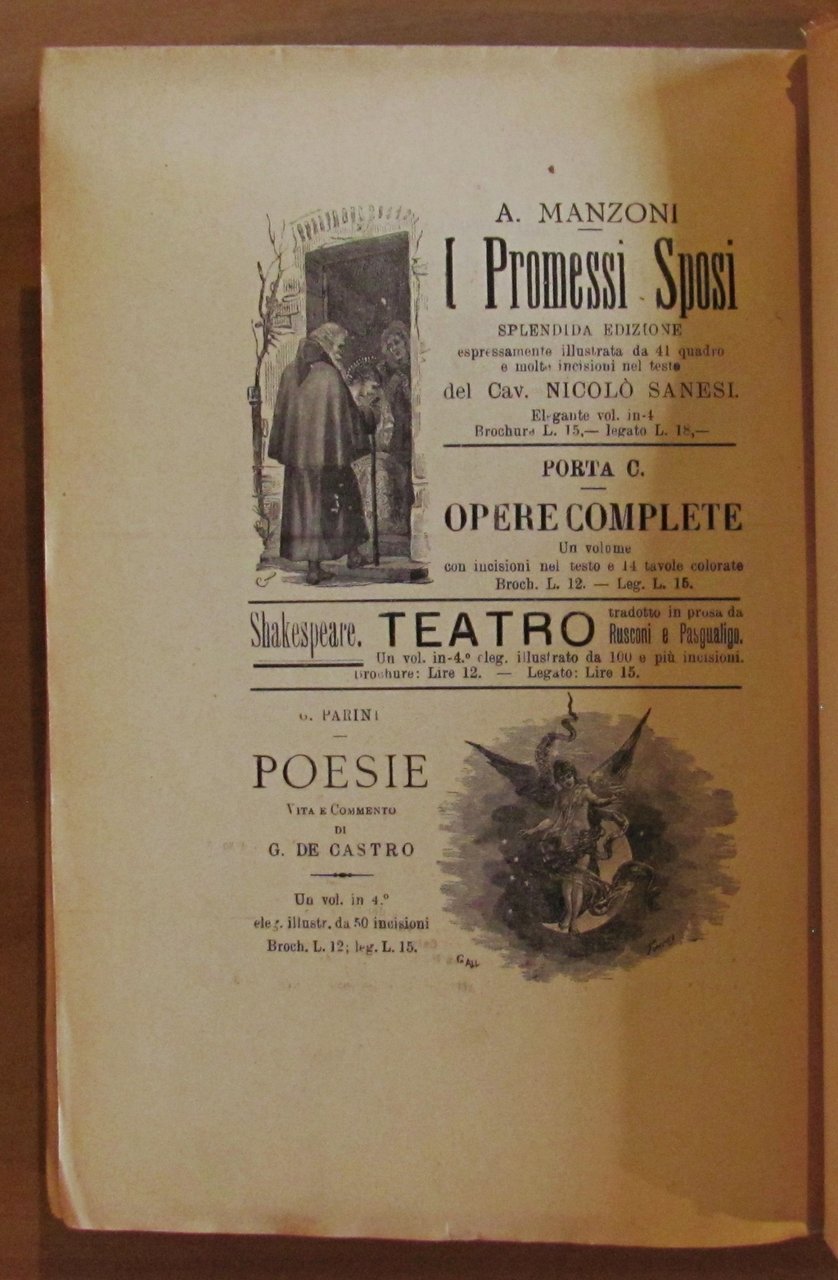 A. MANZONI
I Promessi Sposi
SPLENDIDA EDIZIONE
espressamente illustrata da 41 quadro
e molte incisioni nel testo
del Cav. NICOLÒ SANESI.
Elegante vol. in-4
Brochure L. 15,— legato L. 18,—
PORTA C.
OPERE COMPLETE
Un volume
con incisioni nel testo e 14 tavole colorate
Broch. L. 12. — Leg. L. 15.
Shakespeare. TEATRO tradotto in prosa da
Rusconi e Pasqualigo.
Un vol. in-4.° eleg. illustrato da 100 e più incisioni.
Brochure: Lire 12. — Legato: Lire 15.
G. PARINI
POESIE
VITA E COMMENTO
DI
G. DE CASTRO
Un vol. in 4.°
eleg. illustr. da 50 incisioni
Broch. L. 12; leg. L. 15.
GALL